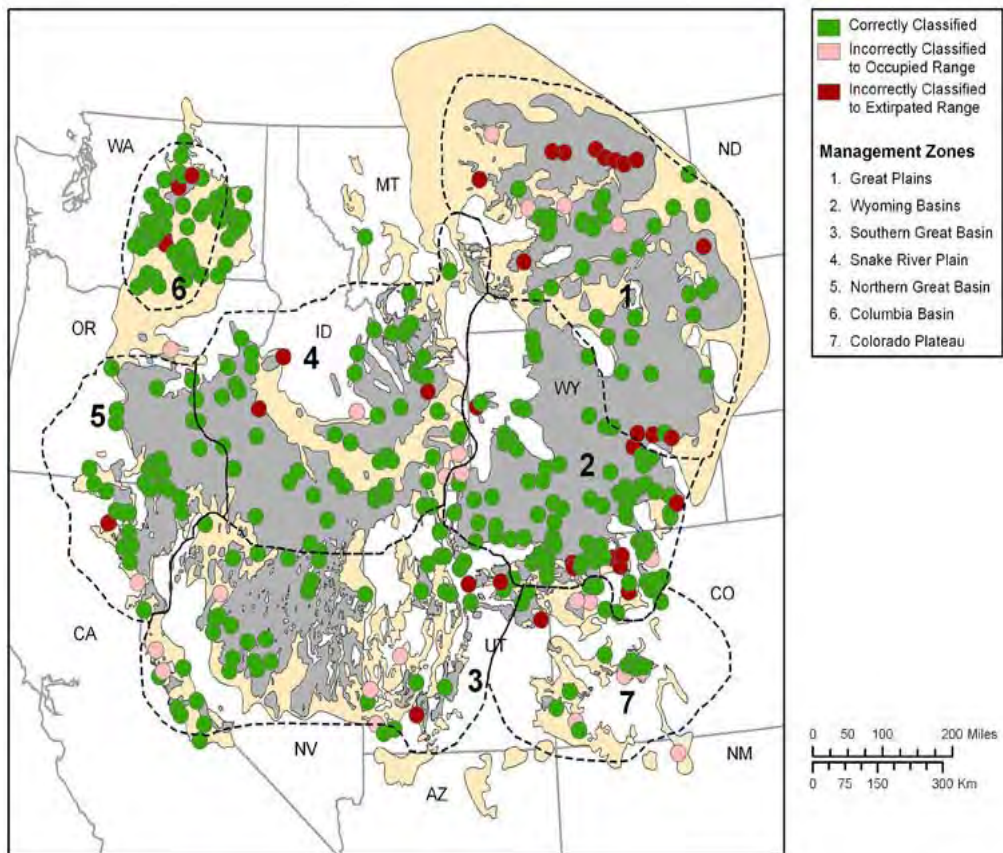 Correctly Classified
Incorrectly Classified
to Occupied Range
Incorrectly Classified
to Extirpated Range
Management Zones
1. Great Plains
2. Wyoming Basins
3. Southern Great Basin
4. Snake River Plain
5. Northern Great Basin
6. Columbia Basin
7. Colorado Plateau
WA
ND
MT
6
1
OR
ID
4
WY
5
2
CO
CA
UT
3
7
NV
NM
AZ
0 50 100 200 Miles
0 75 150 300 Km